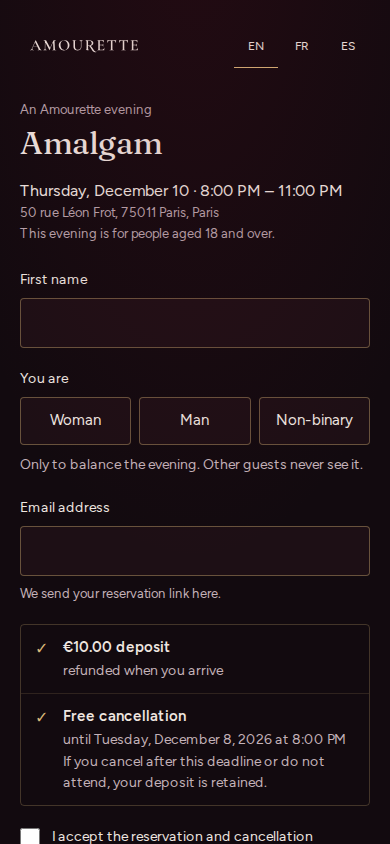 AMOURETTE
EN FR ES
An Amourette evening
Amalgam
Thursday, December 10 · 8:00 PM – 11:00 PM
50 rue Léon Frot, 75011 Paris, Paris
This evening is for people aged 18 and over.
First name
You are
Woman Man Non-binary
Only to balance the evening. Other guests never see it.
Email address
We send your reservation link here.
✓ €10.00 deposit
refunded when you arrive
✓ Free cancellation
until Tuesday, December 8, 2026 at 8:00 PM
If you cancel after this deadline or do not
attend, your deposit is retained.
I accept the reservation and cancellation